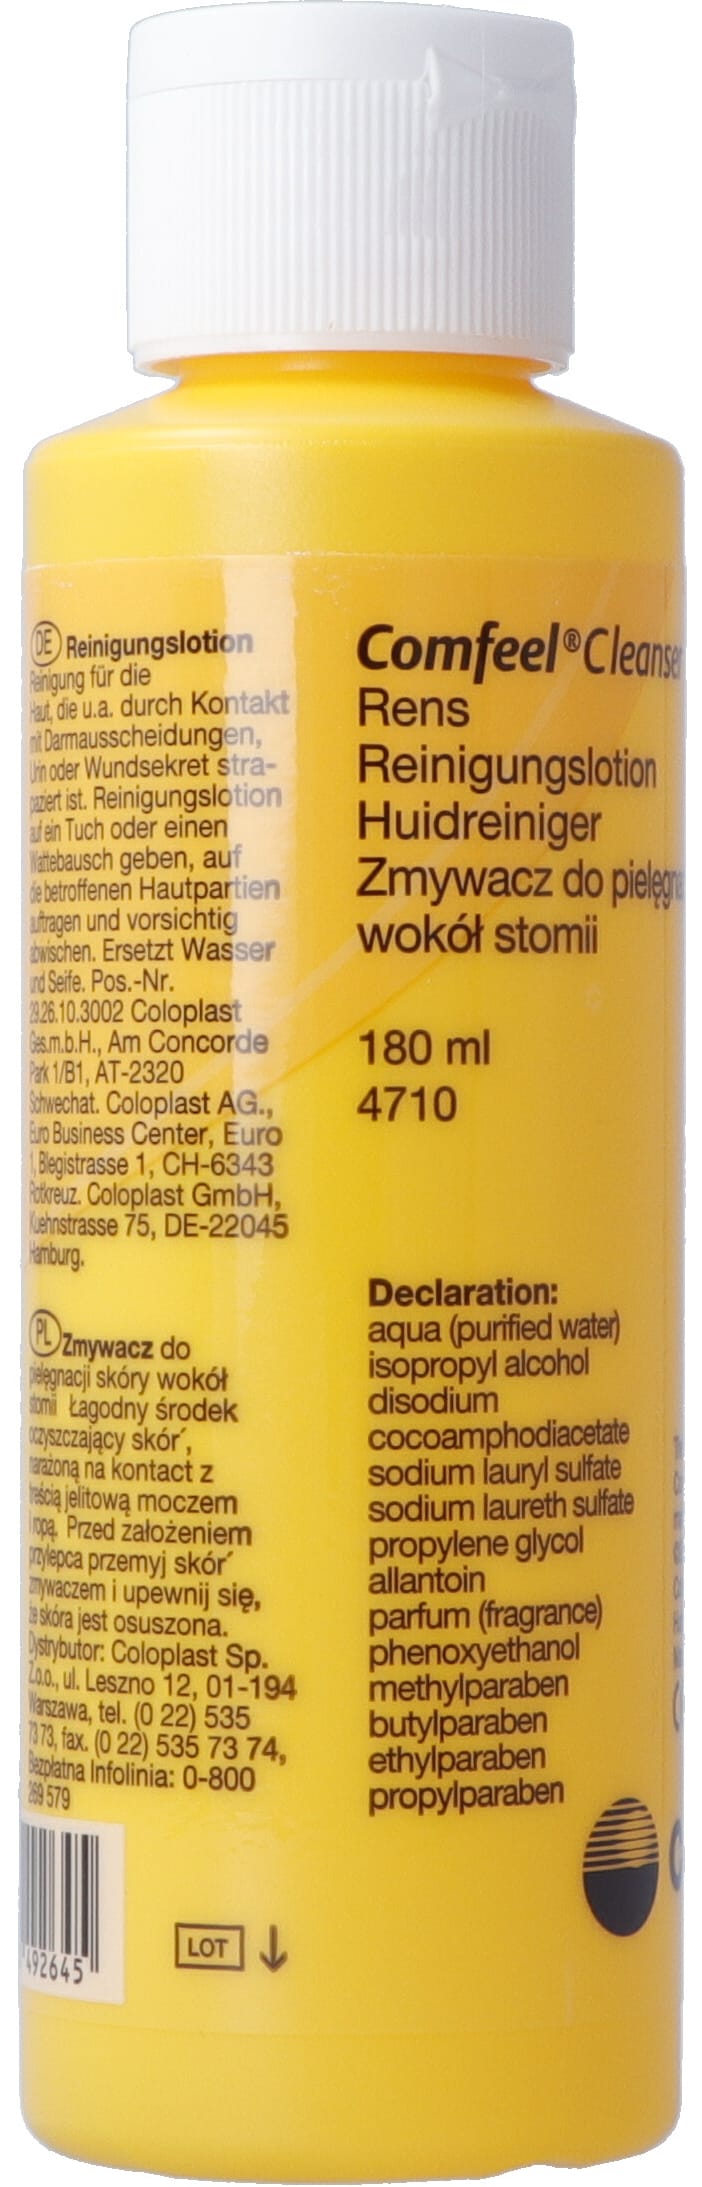 DE Reinigungslotion
Reinigung für die
Haut, die u.a. durch Kontakt
mit Darmausscheidungen,
Urin oder Wundsekret stra-
paziert ist. Reinigungslotion
auf ein Tuch oder einen
Wattebausch geben, auf
die betroffenen Hautpartien
auftragen und vorsichtig
abwischen. Ersetzt Wasser
und Seife. Pos.-Nr.
29.26.10.3002 Coloplast
Ges.m.b.H., Am Concorde
Park 1/B1, AT-2320
Schwechat. Coloplast AG.,
Euro Business Center, Euro
1, Blegistrasse 1, CH-6343
Rotkreuz. Coloplast GmbH,
Kuehnstrasse 75, DE-22045
Hamburg.
PL Zmywacz do
pielęgnacji skóry wokół
stomii Łagodny środek
oczyszczający skór´,
narażoną na kontact z
treścią jelitową moczem
i ropą. Przed założeniem
przylepca przemyj skór´
zmywaczem i upewnij się,
że skóra jest osuszona.
Dystrybutor: Coloplast Sp.
Z.o.o., ul. Leszno 12, 01-194
Warszawa, tel. (0 22) 535
73 73, fax. (0 22) 535 73 74,
Bezpłatna Infolinia: 0-800
269 579
492645
LOT
Comfeel® Cleanser
Rens
Reinigungslotion
Huidreiniger
Zmywacz do pielęgna
wokół stomii
180 ml
4710
Declaration:
aqua (purified water)
isopropyl alcohol
disodium
cocoamphodiacetate
sodium lauryl sulfate
sodium laureth sulfate
propylene glycol
allantoin
parfum (fragrance)
phenoxyethanol
methylparaben
butylparaben
ethylparaben
propylparaben